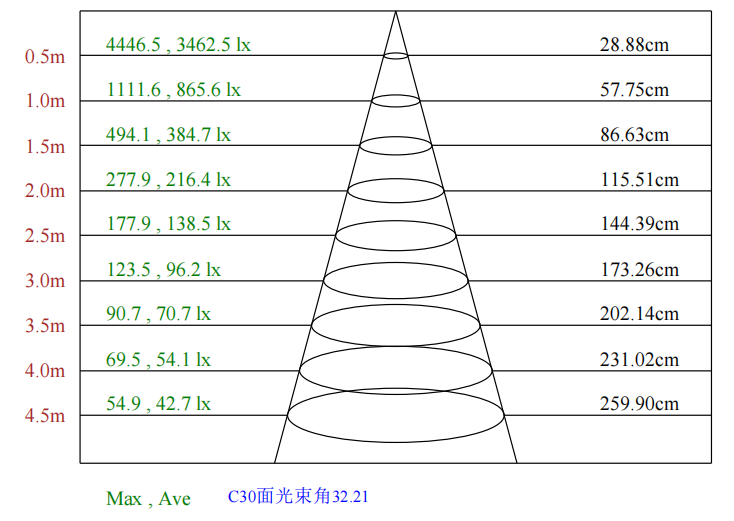 4446.5 , 3462.5 lx 28.88cm
0.5m
1111.6 , 865.6 lx 57.75cm
1.0m
494.1 , 384.7 lx 86.63cm
1.5m
277.9 , 216.4 lx 115.51cm
2.0m
177.9 , 138.5 lx 144.39cm
2.5m
123.5 , 96.2 lx 173.26cm
3.0m
90.7 , 70.7 lx 202.14cm
3.5m
69.5 , 54.1 lx 231.02cm
4.0m
54.9 , 42.7 lx 259.90cm
4.5m
Max , Ave C30面光束角32.21